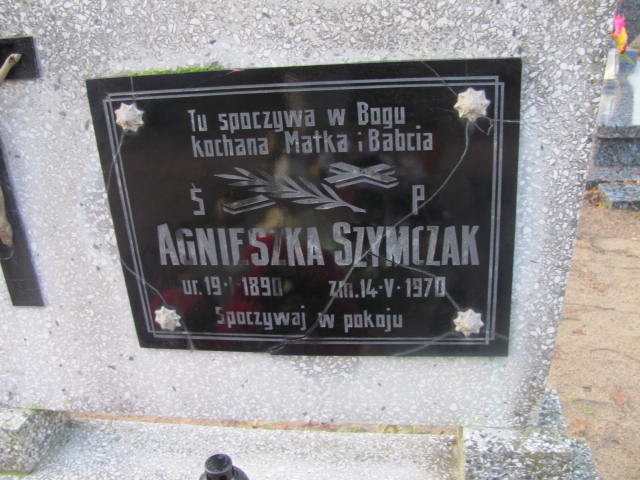 Tu spoczywa w Bogu
kochana Matka i Babcia
Ś P
AGNIESZKA SZYMCZAK
ur. 19·I·1890 zm. 14·V·1970
Spoczywaj w pokoju